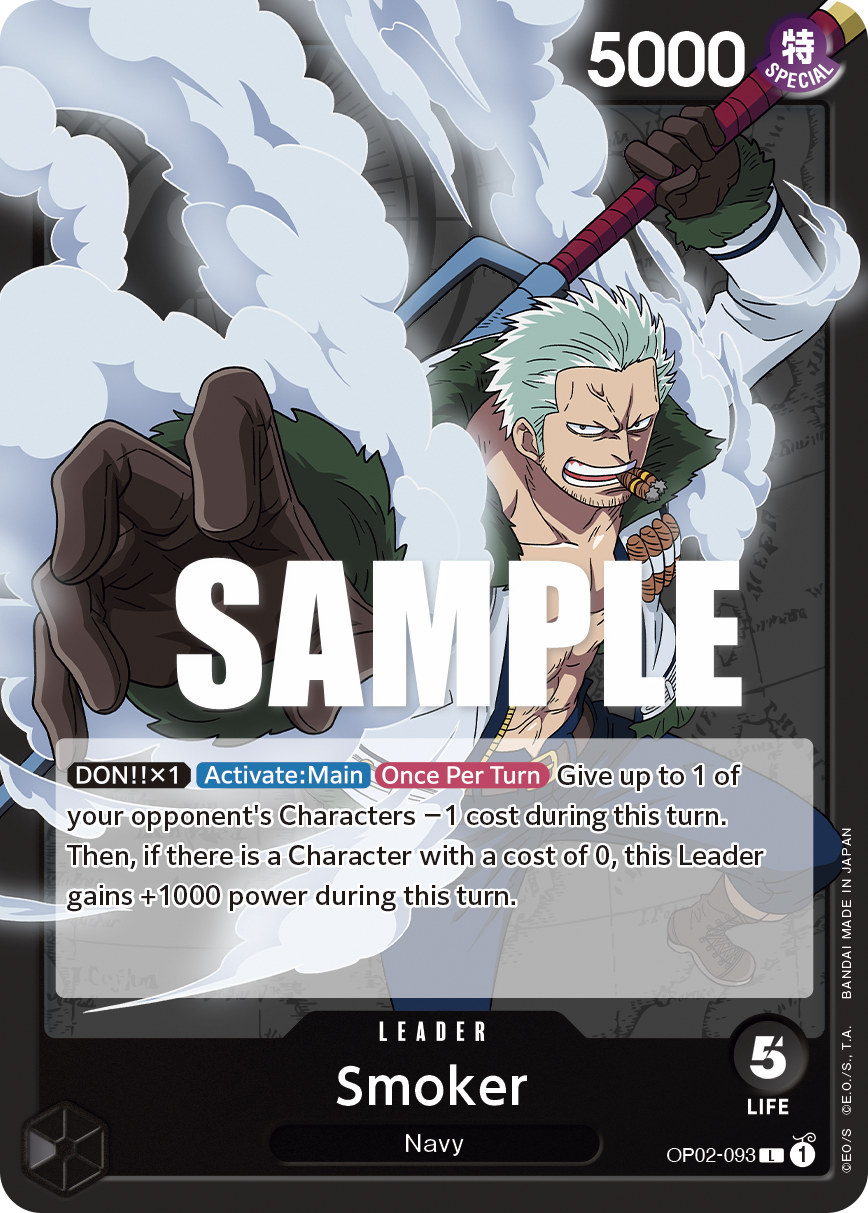 5000
特
SPECIAL
SAMPLE
DON!!×1 Activate:Main Once Per Turn Give up to 1 of
your opponent's Characters −1 cost during this turn.
Then, if there is a Character with a cost of 0, this Leader
gains +1000 power during this turn.
LEADER
Smoker
Navy
5
LIFE
OP02-093 L 1
©EO/S ©E.O./S., T.A. BANDAI MADE IN JAPAN